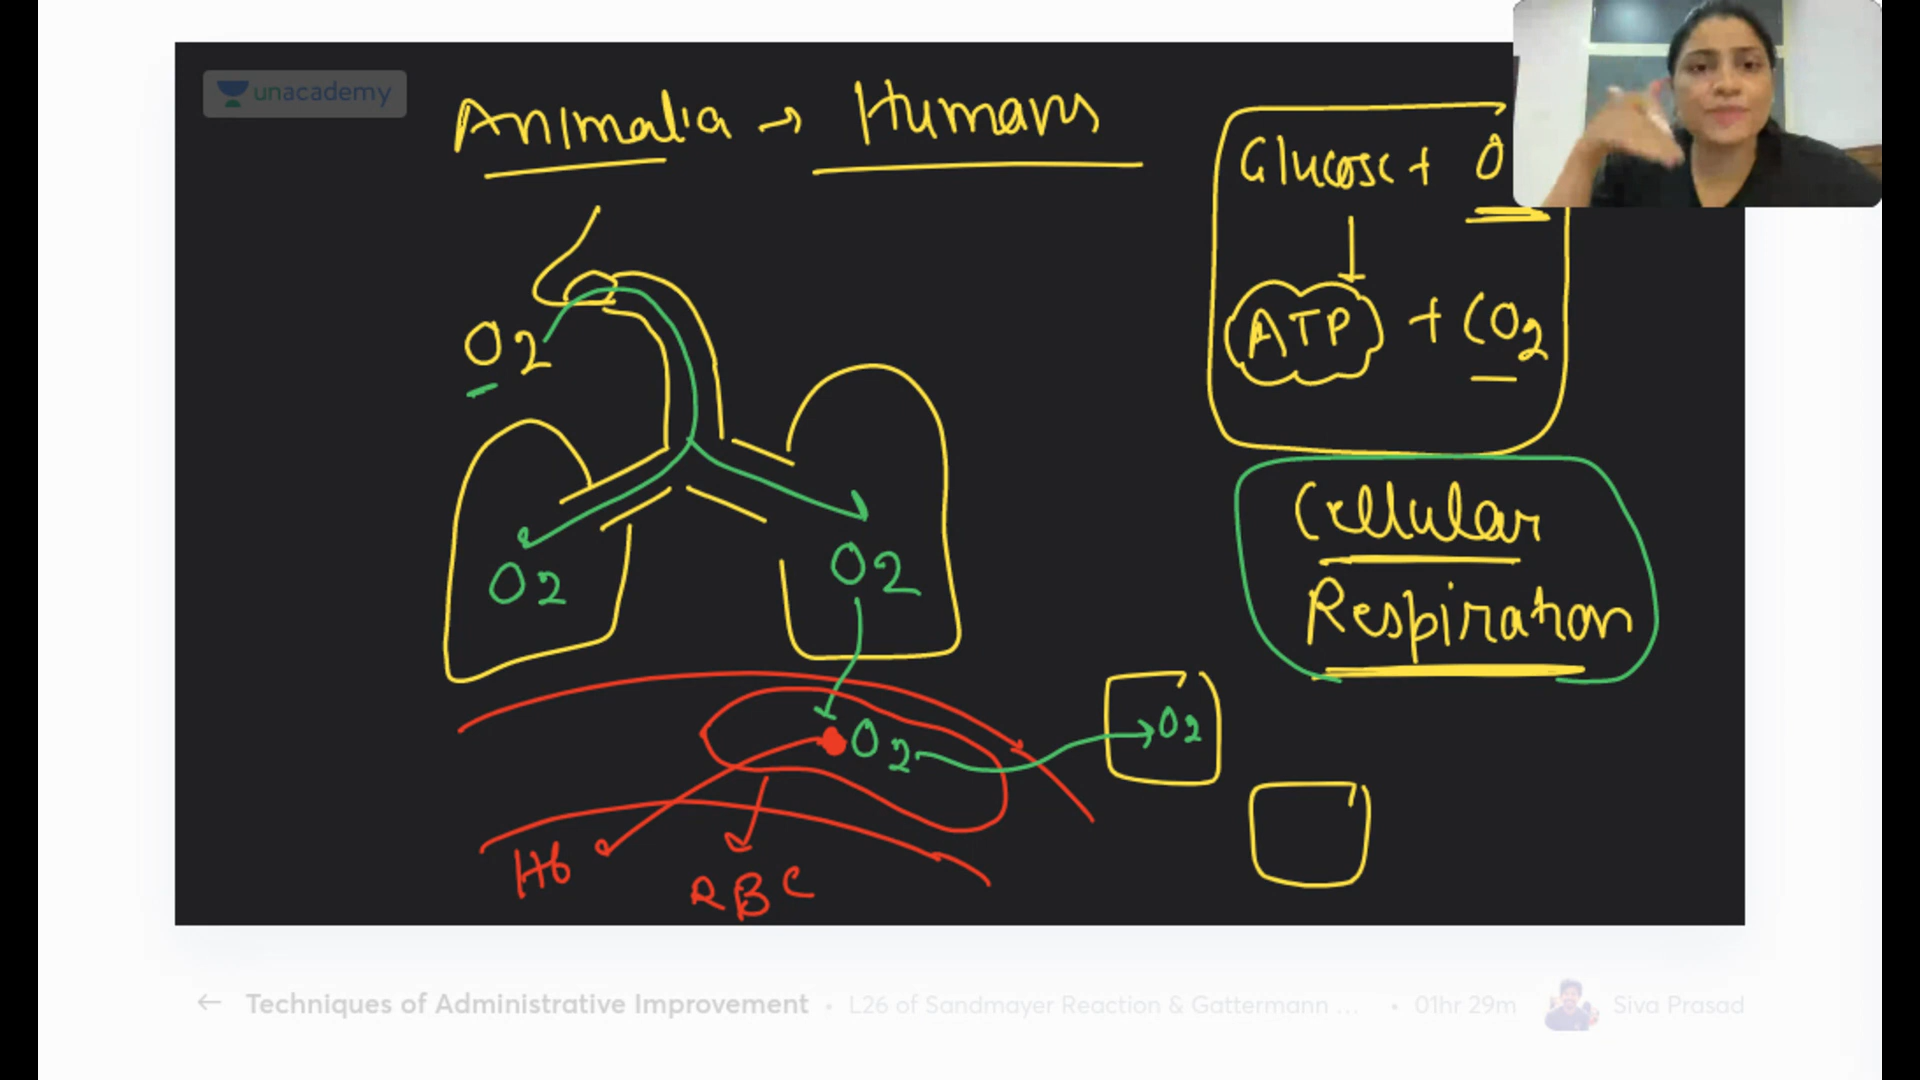 unacademy
Animalia → Humans
Glucose + O
ATP + CO2
O2
Cellular
Respiration
O2
O2
O2
O2
Hb
RBC
← Techniques of Administrative Improvement • L26 of Sandmayer Reaction & Gattermann ... • 01hr 29m Siva Prasad